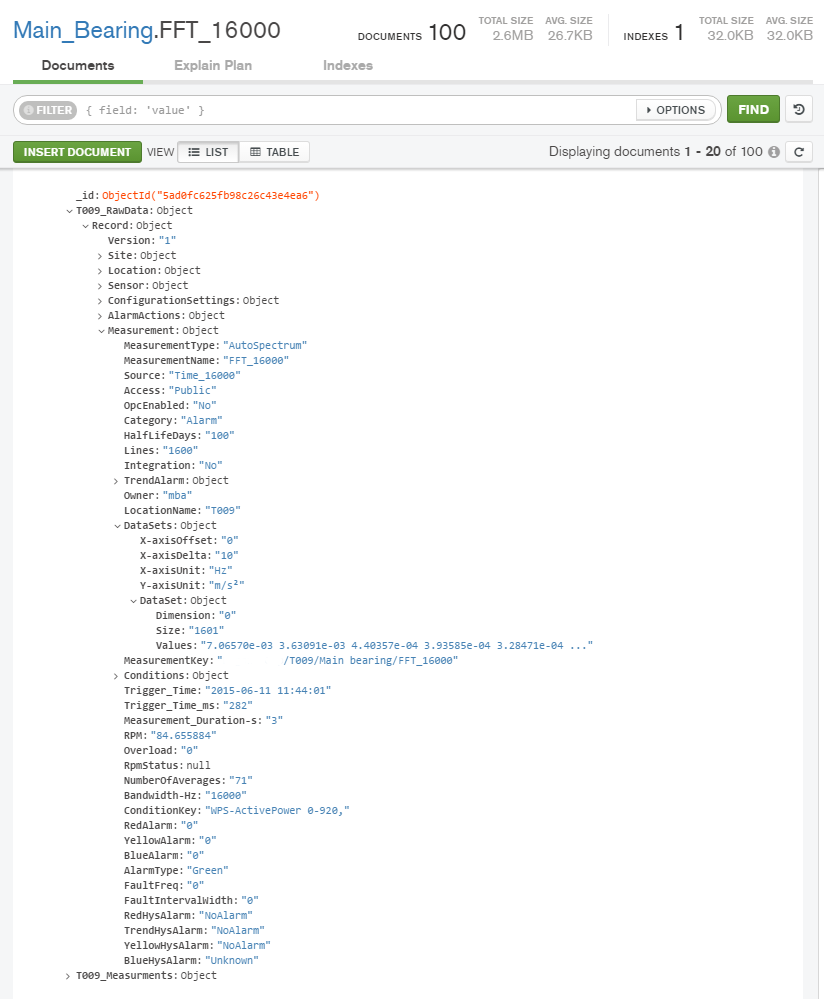 Main_Bearing.FFT_16000
DOCUMENTS 100 TOTAL SIZE 2.6MB AVG. SIZE 26.7KB INDEXES 1 TOTAL SIZE 32.0KB AVG. SIZE 32.0KB
Documents Explain Plan Indexes
FILTER { field: 'value' } OPTIONS FIND
INSERT DOCUMENT VIEW LIST TABLE Displaying documents 1 - 20 of 100
_id: ObjectId("5ad0fc625fb98c26c43e4ea6")
T009_RawData: Object
Record: Object
Version: "1"
Site: Object
Location: Object
Sensor: Object
ConfigurationSettings: Object
AlarmActions: Object
Measurement: Object
MeasurementType: "AutoSpectrum"
MeasurementName: "FFT_16000"
Source: "Time_16000"
Access: "Public"
OpcEnabled: "No"
Category: "Alarm"
HalfLifeDays: "100"
Lines: "1600"
Integration: "No"
TrendAlarm: Object
Owner: "mba"
LocationName: "T009"
DataSets: Object
X-axisOffset: "0"
X-axisDelta: "10"
X-axisUnit: "Hz"
Y-axisUnit: "m/s²"
DataSet: Object
Dimension: "0"
Size: "1601"
Values: "7.06570e-03 3.63091e-03 4.40357e-04 3.93585e-04 3.28471e-04 ..."
MeasurementKey: " /T009/Main bearing/FFT_16000"
Conditions: Object
Trigger_Time: "2015-06-11 11:44:01"
Trigger_Time_ms: "282"
Measurement_Duration-s: "3"
RPM: "84.655884"
Overload: "0"
RpmStatus: null
NumberOfAverages: "71"
Bandwidth-Hz: "16000"
ConditionKey: "WPS-ActivePower 0-920,"
RedAlarm: "0"
YellowAlarm: "0"
BlueAlarm: "0"
AlarmType: "Green"
FaultFreq: "0"
FaultIntervalWidth: "0"
RedHysAlarm: "NoAlarm"
TrendHysAlarm: "NoAlarm"
YellowHysAlarm: "NoAlarm"
BlueHysAlarm: "Unknown"
T009_Measurments: Object